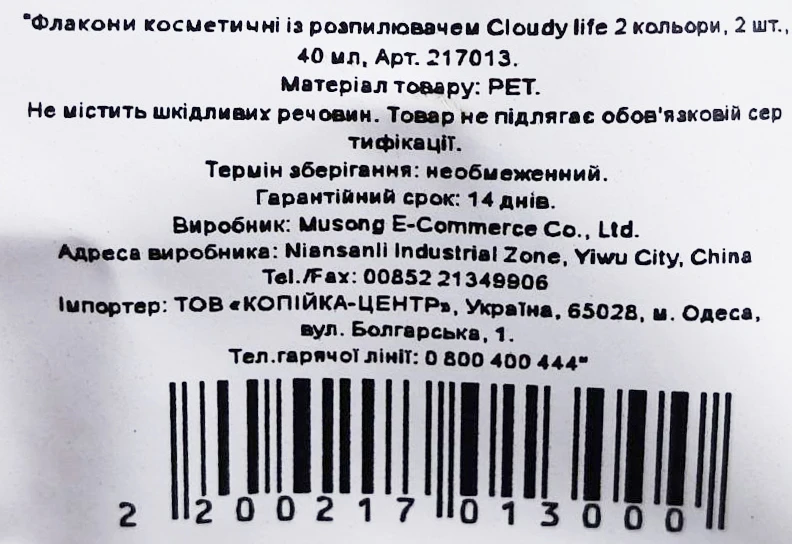 "Флакони косметичні із розпилювачем Cloudy life 2 кольори, 2 шт.,
40 мл, Арт. 217013.
Матеріал товару: PET.
Не містить шкідливих речовин. Товар не підлягає обов'язковій сер
тифікації.
Термін зберігання: необмеженний.
Гарантійний срок: 14 днів.
Виробник: Musong E-Commerce Co., Ltd.
Адреса виробника: Niansanli Industrial Zone, Yiwu City, China
Tel./Fax: 00852 21349906
Імпортер: ТОВ «КОПІЙКА-ЦЕНТР», Україна, 65028, м. Одеса,
вул. Болгарська, 1.
Тел.гарячої лінії: 0 800 400 444"
2 200217 013000